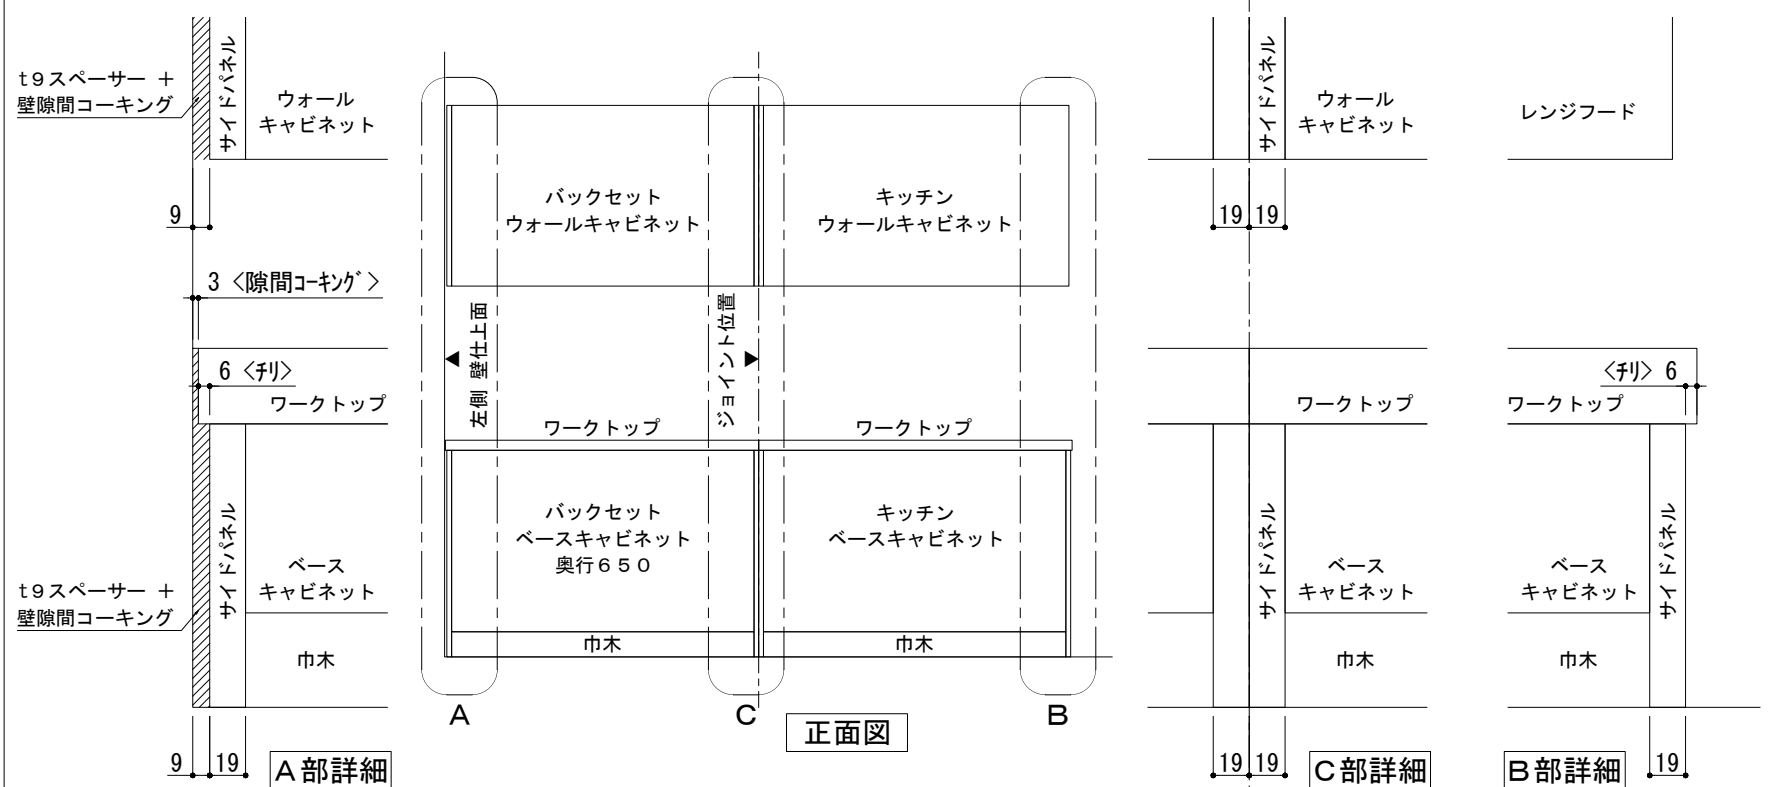 t9スペーサー ＋
壁隙間コーキング
サイドパネル
ウォール
キャビネット
9
3 〈隙間コーキング〉
6 〈チリ〉
ワークトップ
t9スペーサー ＋
壁隙間コーキング
サイドパネル
ベース
キャビネット
巾木
9
19
A部詳細
バックセット
ウォールキャビネット
キッチン
ウォールキャビネット
左側 壁仕上面
ジョイント位置
ワークトップ
ワークトップ
バックセット
ベースキャビネット
奥行650
キッチン
ベースキャビネット
巾木
巾木
A
C
B
正面図
サイドパネル
ウォール
キャビネット
19
19
ワークトップ
サイドパネル
ベース
キャビネット
巾木
19
19
C部詳細
レンジフード
〈チリ〉 6
ワークトップ
ベース
キャビネット
サイドパネル
巾木
B部詳細
19